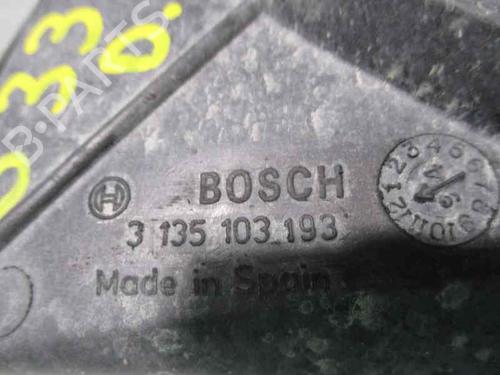 33
O.
B-PARTS
BOSCH
3 135 103 193
Made in Spain